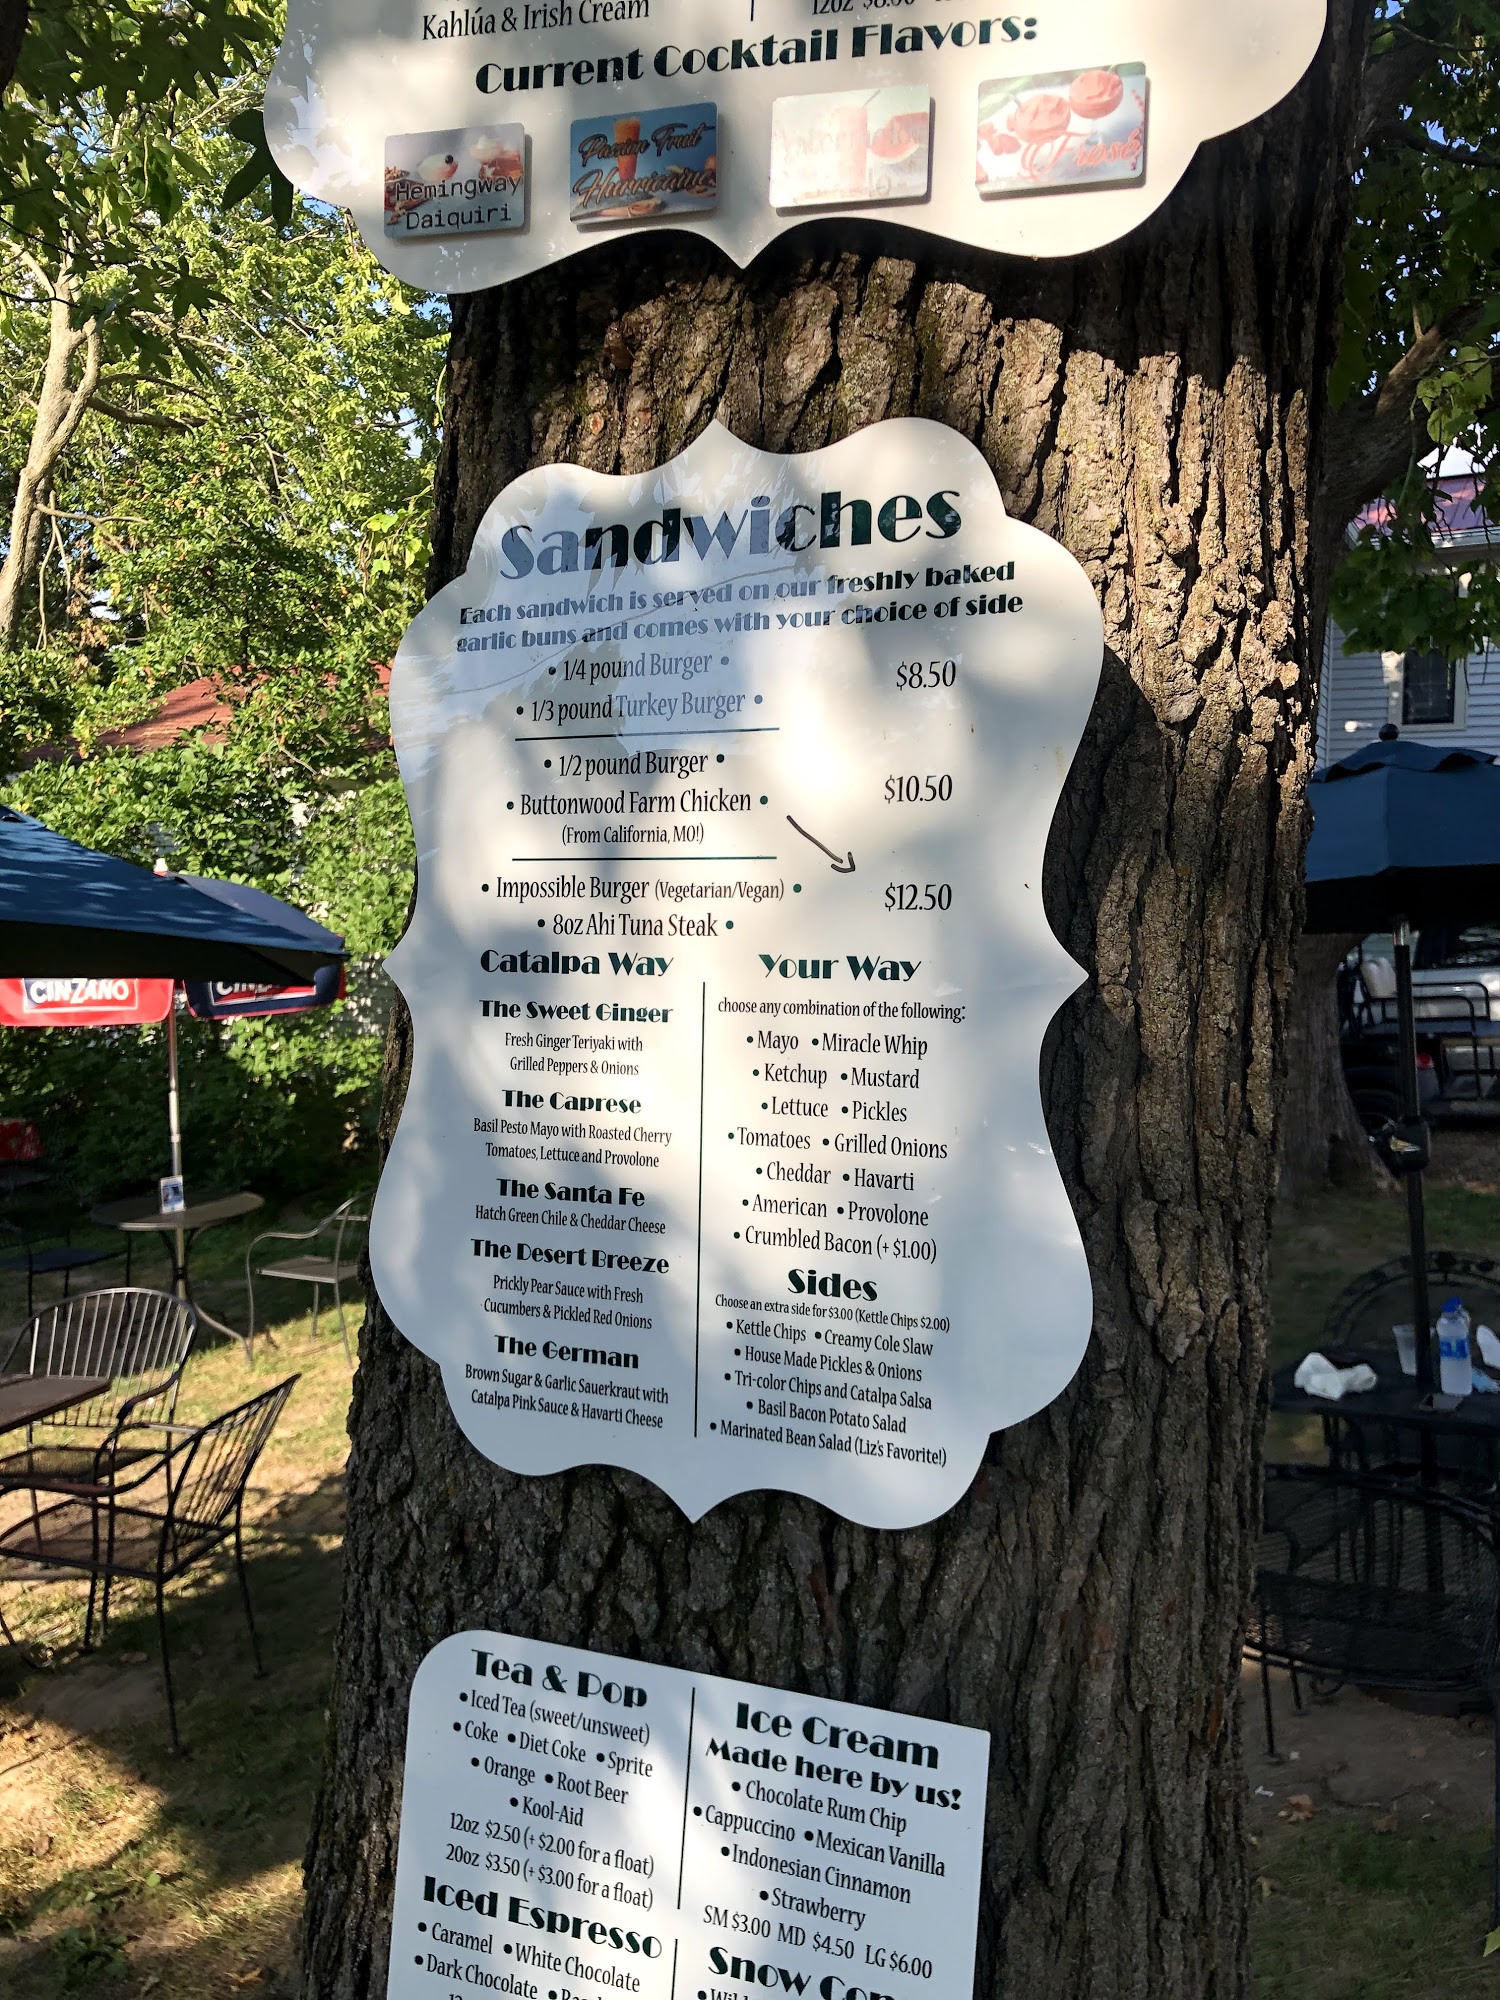 Kahlúa & Irish Cream
12oz $8.00
Current Cocktail Flavors:
Hemingway
Daiquiri
Passion Fruit
Hurricane
Watermelon
Frosé
Sandwiches
Each sandwich is served on our freshly baked
garlic buns and comes with your choice of side
• 1/4 pound Burger •
$8.50
• 1/3 pound Turkey Burger •
• 1/2 pound Burger •
$10.50
• Buttonwood Farm Chicken •
(From California, MO!)
• Impossible Burger (Vegetarian/Vegan) •
$12.50
• 8oz Ahi Tuna Steak •
Catalpa Way
The Sweet Ginger
Fresh Ginger Teriyaki with
Grilled Peppers & Onions
The Caprese
Basil Pesto Mayo with Roasted Cherry
Tomatoes, Lettuce and Provolone
The Santa Fe
Hatch Green Chile & Cheddar Cheese
The Desert Breeze
Prickly Pear Sauce with Fresh
Cucumbers & Pickled Red Onions
The German
Brown Sugar & Garlic Sauerkraut with
Catalpa Pink Sauce & Havarti Cheese
Your Way
choose any combination of the following:
• Mayo • Miracle Whip
• Ketchup • Mustard
• Lettuce • Pickles
• Tomatoes • Grilled Onions
• Cheddar • Havarti
• American • Provolone
• Crumbled Bacon (+ $1.00)
Sides
Choose an extra side for $3.00 (Kettle Chips $2.00)
• Kettle Chips • Creamy Cole Slaw
• House Made Pickles & Onions
• Tri-color Chips and Catalpa Salsa
• Basil Bacon Potato Salad
• Marinated Bean Salad (Liz's Favorite!)
CINZANO
Tea & Pop
• Iced Tea (sweet/unsweet)
• Coke • Diet Coke • Sprite
• Orange • Root Beer
• Kool-Aid
12oz $2.50 (+ $2.00 for a float)
20oz $3.50 (+ $3.00 for a float)
Iced Espresso
• Caramel • White Chocolate
• Dark Chocolate •
Ice Cream
Made here by us!
• Chocolate Rum Chip
• Cappuccino • Mexican Vanilla
• Indonesian Cinnamon
• Strawberry
SM $3.00 MD $4.50 LG $6.00
Snow